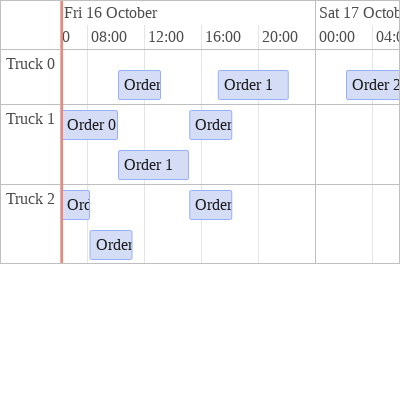 Fri 16 October Sat 17 Octob
0 08:00 12:00 16:00 20:00 00:00 04:0
Truck 0
Order Order 1 Order 2
Truck 1
Order 0 Order
Order 1
Truck 2
Ord Order
Order